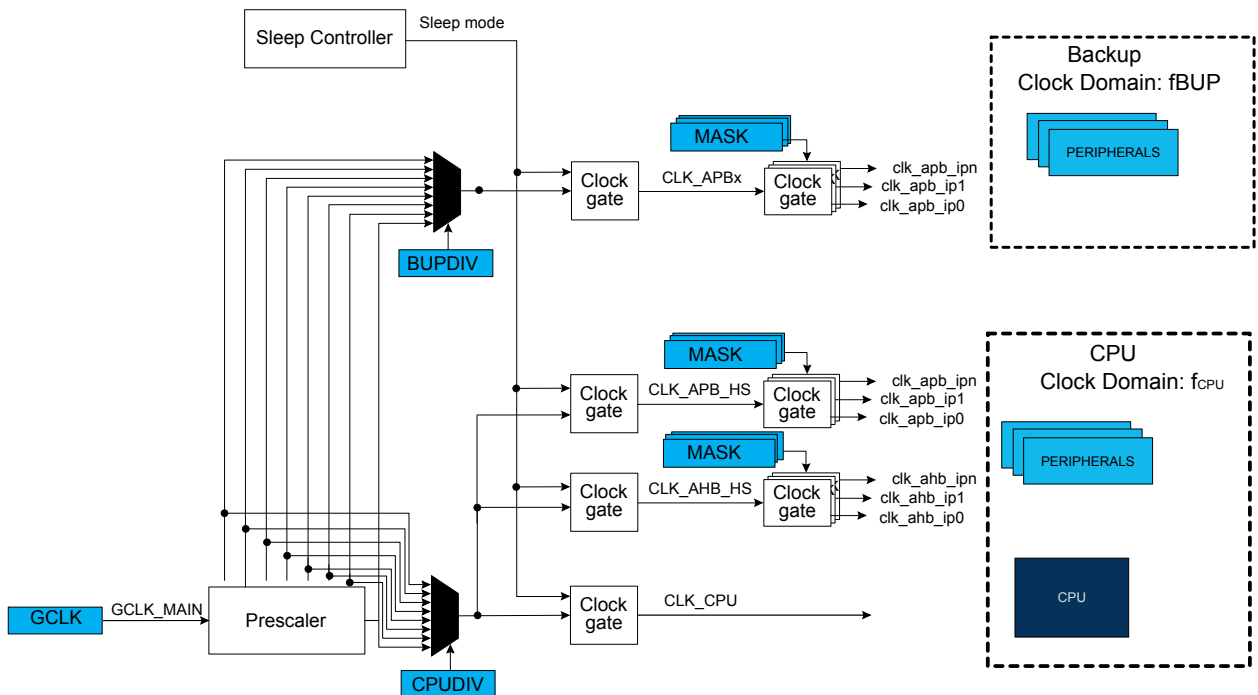 Sleep mode
Sleep Controller
Backup
Clock Domain: fBUP
PERIPHERALS
MASK
Clock
gate
CLK_APBx
Clock
gate
clk_apb_ipn
clk_apb_ip1
clk_apb_ip0
BUPDIV
MASK
Clock
gate
CLK_APB_HS
Clock
gate
clk_apb_ipn
clk_apb_ip1
clk_apb_ip0
CPU
Clock Domain: fCPU
PERIPHERALS
MASK
Clock
gate
CLK_AHB_HS
Clock
gate
clk_ahb_ipn
clk_ahb_ip1
clk_ahb_ip0
GCLK
GCLK_MAIN
Prescaler
Clock
gate
CLK_CPU
CPU
CPUDIV